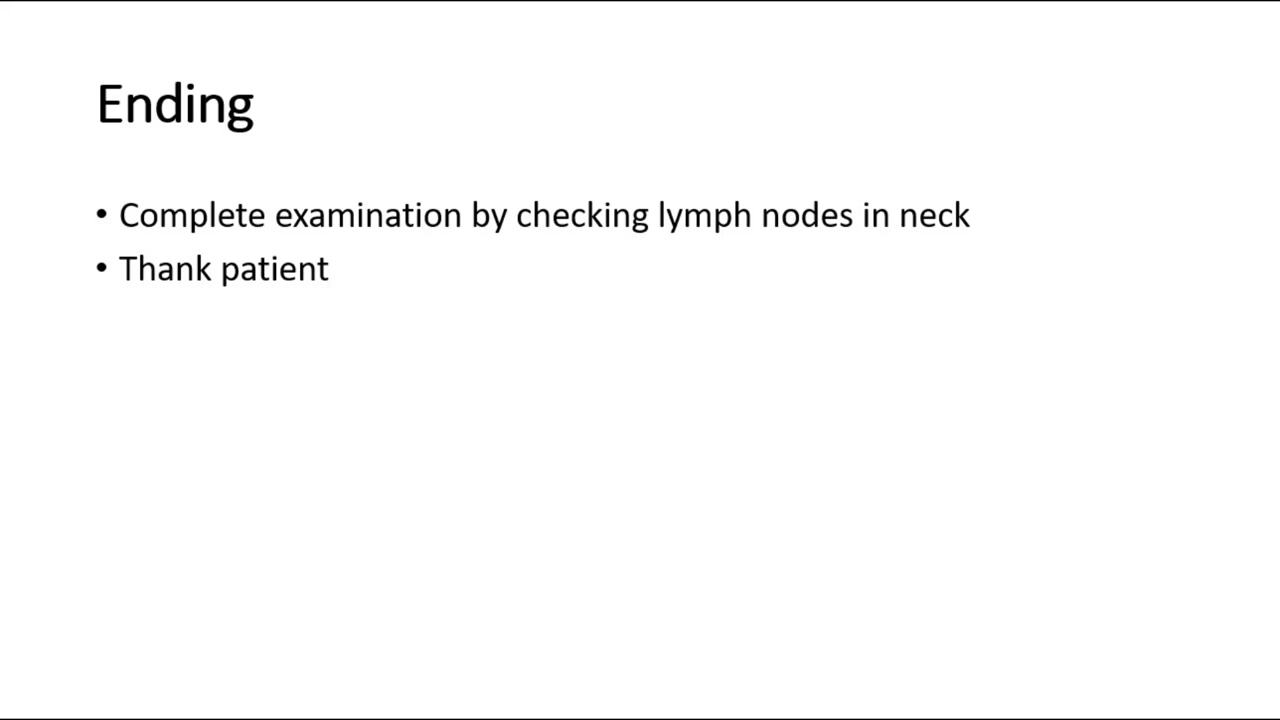 Ending
• Complete examination by checking lymph nodes in neck
• Thank patient